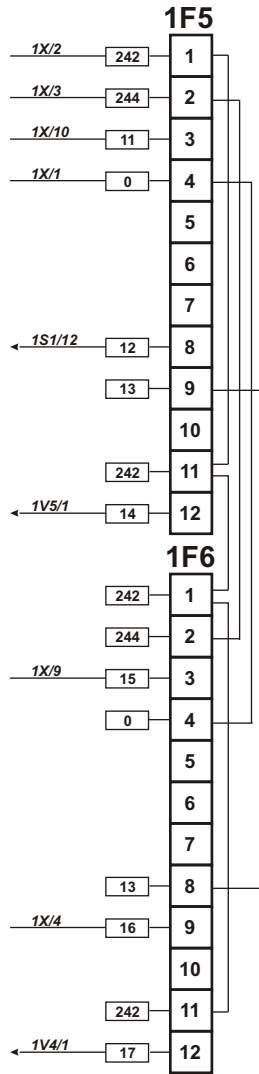 1F5
1X/2 242 1
1X/3 244 2
1X/10 11 3
1X/1 0 4
5
6
7
1S1/12 12 8
13 9
10
242 11
1V5/1 14 12
1F6
242 1
244 2
1X/9 15 3
0 4
5
6
7
13 8
1X/4 16 9
10
242 11
1V4/1 17 12